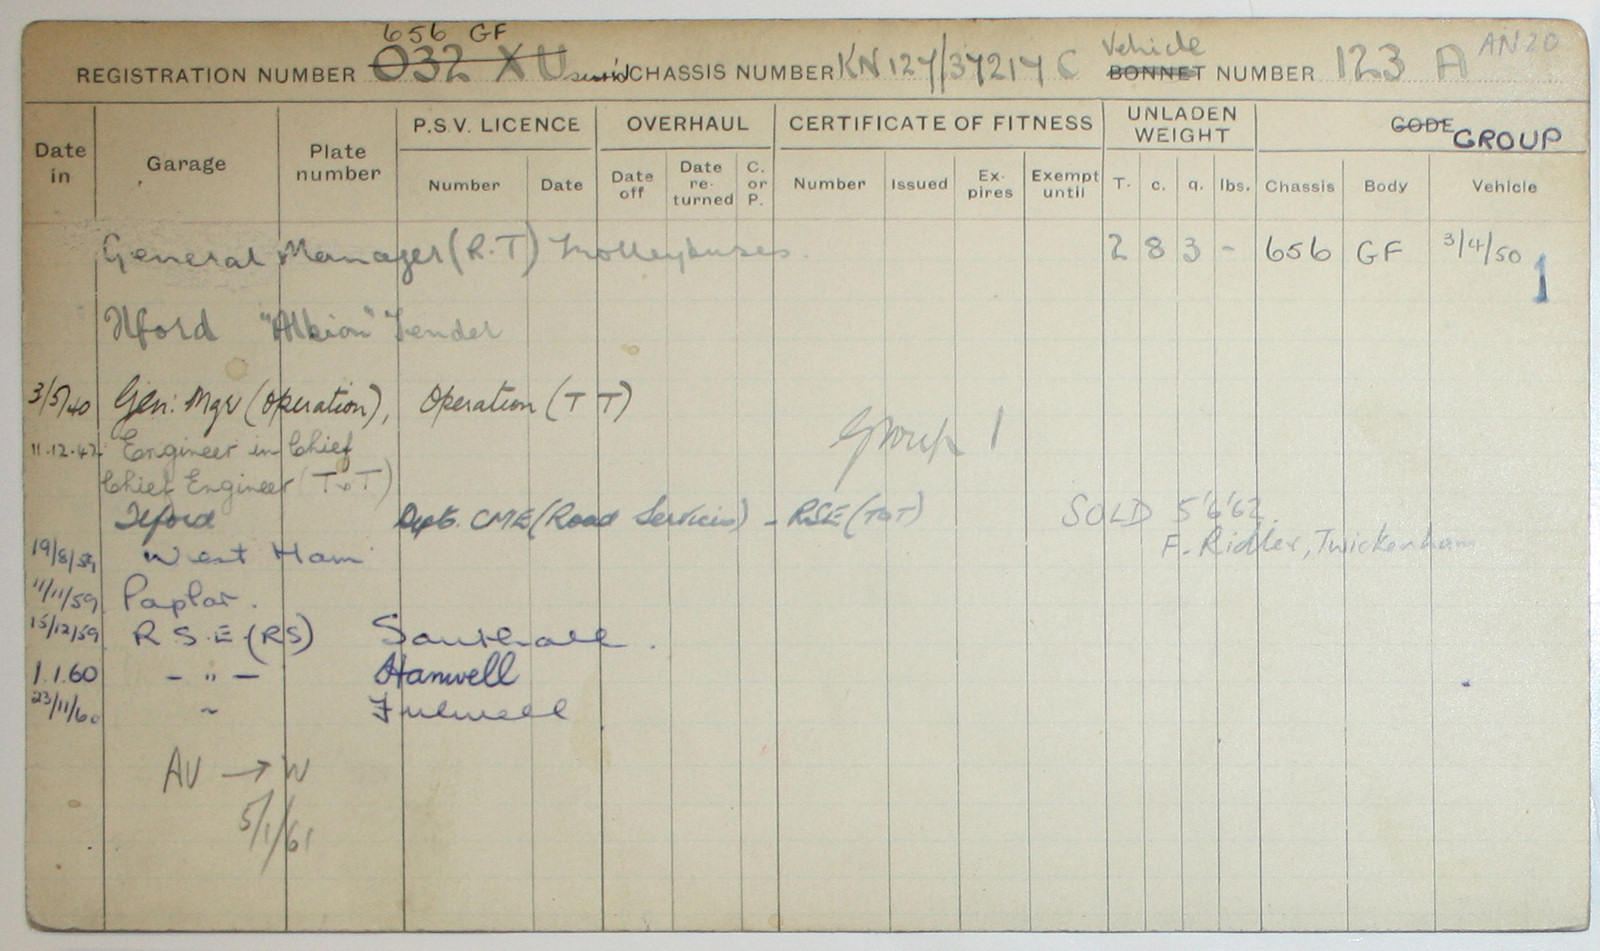 656 GF
REGISTRATION NUMBER 032 XU CHASSIS NUMBER KN127/37217 C Vehicle BONNET NUMBER 123 A AN20
Date in Garage Plate number P.S.V. LICENCE OVERHAUL CERTIFICATE OF FITNESS UNLADEN WEIGHT CODE GROUP
Number Date Date off Date re-turned C. or P. Number Issued Ex-pires Exempt until T. c. q. lbs. Chassis Body Vehicle
General Manager (R.T) Trolleybuses. 2 8 3 - 656 GF 3/4/50 1
Ilford "Albion" Tender
3/5/40 Gen: Mgr (Operation), Operation (T T)
Group 1
11.12.42 Engineer in Chief
Chief Engineer (T&T)
Ilford Dept. CME (Road Services) - RSE (T&T) SOLD 5'6'62
19/8/59 West Ham F. Ridler, Twickenham
11/11/59 Poplar.
15/12/59 R.S.E (RS) Southall.
1.1.60 - " - Hanwell
23/11/60 ~ Fulwell
AV → W
5/1/61